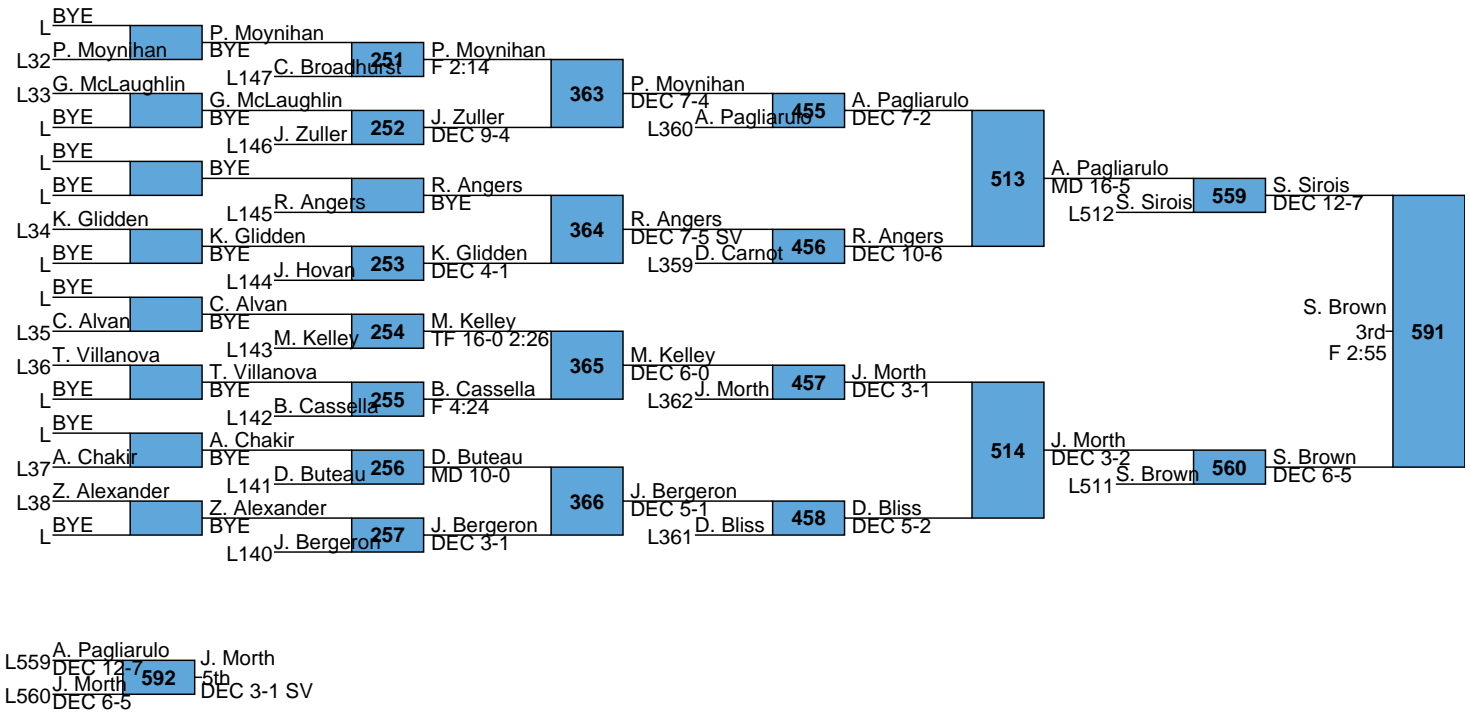 BYE
L
P. Moynihan
L32
P. Moynihan
BYE
G. McLaughlin
L33
BYE
L
G. McLaughlin
BYE
BYE
L
BYE
L
BYE
K. Glidden
L34
BYE
L
K. Glidden
BYE
BYE
L
C. Alvan
L35
C. Alvan
BYE
T. Villanova
L36
BYE
L
T. Villanova
BYE
BYE
L
A. Chakir
L37
A. Chakir
BYE
Z. Alexander
L38
BYE
L
Z. Alexander
BYE
251
C. Broadhurst
L147
P. Moynihan
F 2:14
252
J. Zuller
L146
J. Zuller
DEC 9-4
R. Angers
L145
R. Angers
BYE
253
J. Hovan
L144
K. Glidden
DEC 4-1
254
M. Kelley
L143
M. Kelley
TF 16-0 2:26
255
B. Cassella
L142
B. Cassella
F 4:24
256
D. Buteau
L141
D. Buteau
MD 10-0
257
J. Bergeron
L140
J. Bergeron
DEC 3-1
363
P. Moynihan
DEC 7-4
364
R. Angers
DEC 7-5 SV
365
M. Kelley
DEC 6-0
366
J. Bergeron
DEC 5-1
455
A. Pagliarulo
L360
A. Pagliarulo
DEC 7-2
456
D. Carnot
L359
R. Angers
DEC 10-6
457
J. Morth
L362
J. Morth
DEC 3-1
458
D. Bliss
L361
D. Bliss
DEC 5-2
513
A. Pagliarulo
MD 16-5
514
J. Morth
DEC 3-2
559
S. Sirois
L512
S. Sirois
DEC 12-7
560
S. Brown
L511
S. Brown
DEC 6-5
S. Brown
3rd
F 2:55
591
A. Pagliarulo
L559
DEC 12-7
J. Morth
L560
DEC 6-5
592
J. Morth
5th
DEC 3-1 SV